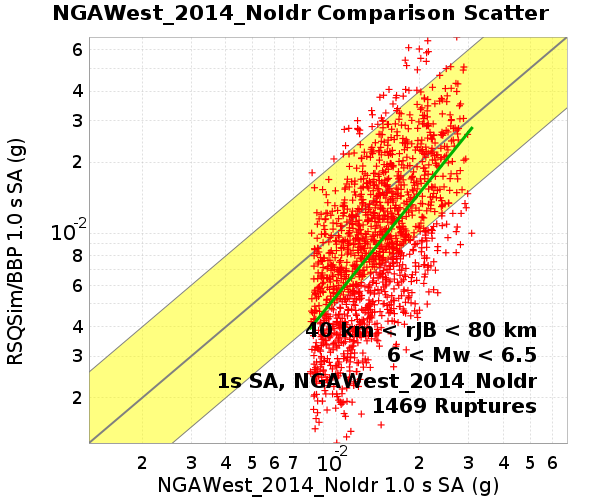 NGAWest_2014_NoIdr Comparison Scatter
6
4
3
2
10-2
8
6
4
3
2
RSQSim/BBP 1.0 s SA (g)
40 km < rJB < 80 km
6 < Mw < 6.5
1s SA, NGAWest_2014_NoIdr
1469 Ruptures
2 3 4 5 6 7 10-2 2 3 4 5 6
NGAWest_2014_NoIdr 1.0 s SA (g)